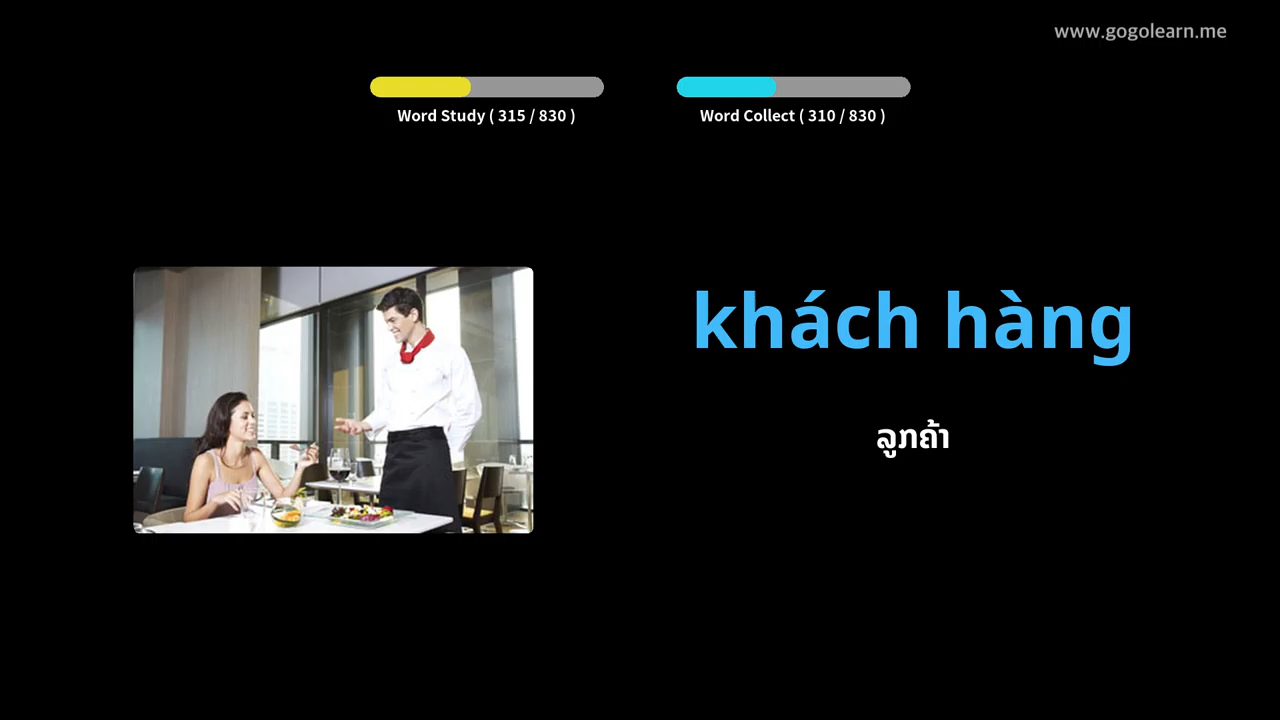 www.gogolearn.me
Word Study ( 315 / 830 )
Word Collect ( 310 / 830 )
khách hàng
ລູກຄ້າ